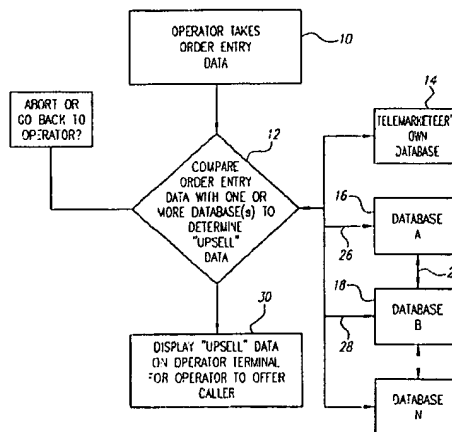 OPERATOR TAKES
ORDER ENTRY
DATA
10
ABORT OR
GO BACK TO
OPERATOR?
12
COMPARE
ORDER ENTRY
DATA WITH ONE OR
MORE DATABASE(s) TO
DETERMINE
"UPSELL"
DATA
14
TELEMARKETEER'
OWN
DATABASE
16
DATABASE
A
26
2
18
DATABASE
B
28
DATABASE
N
30
DISPLAY "UPSELL" DATA
ON OPERATOR TERMINAL
FOR OPERATOR TO OFFER
CALLER